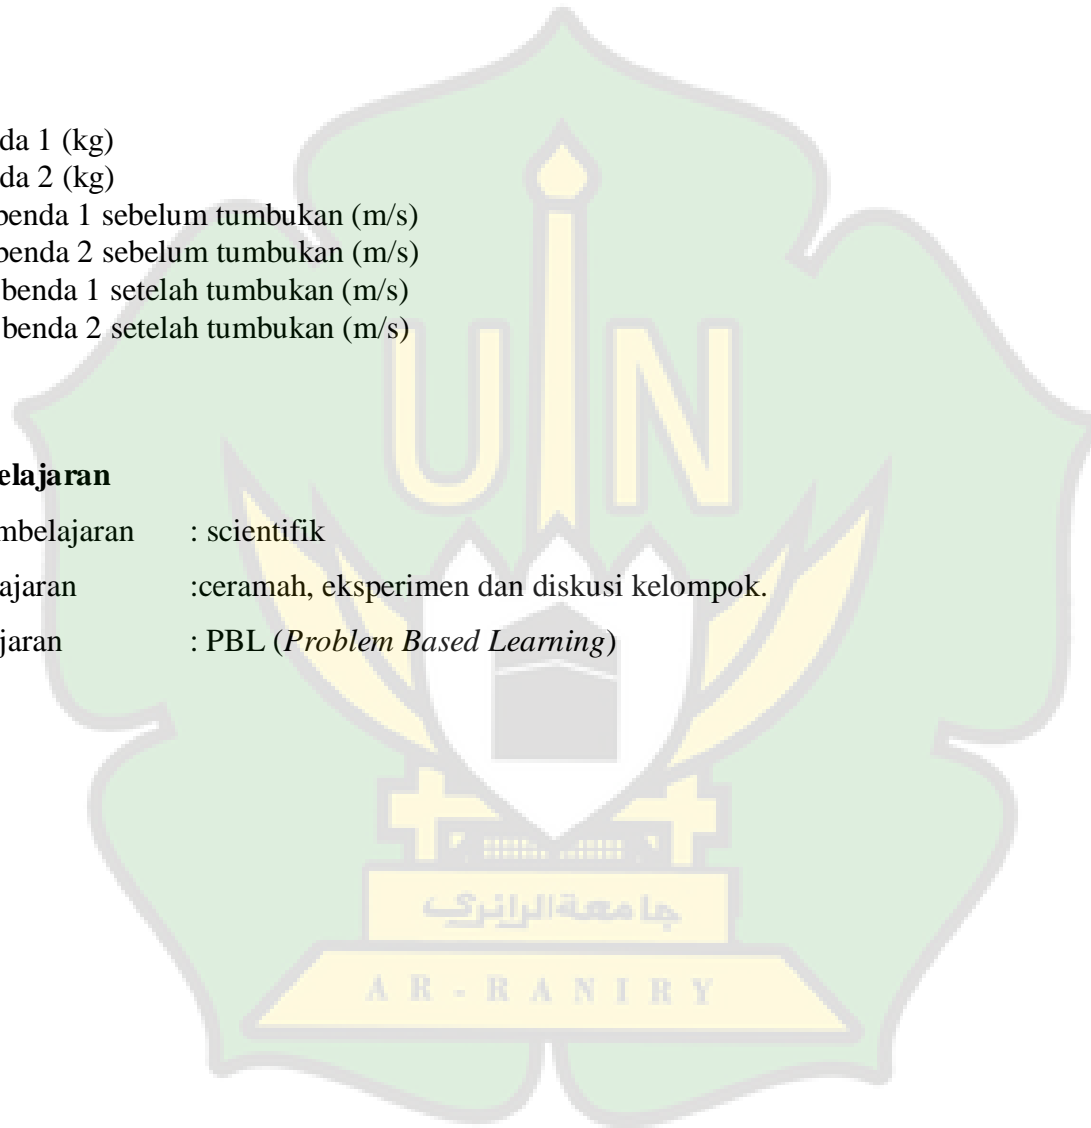 da 1 (kg)
da 2 (kg)
benda 1 sebelum tumbukan (m/s)
benda 2 sebelum tumbukan (m/s)
benda 1 setelah tumbukan (m/s)
benda 2 setelah tumbukan (m/s)
UIN
elajaran
mbelajaran : scientifik
ajaran :ceramah, eksperimen dan diskusi kelompok.
jaran : PBL (Problem Based Learning)
جامعةالرانري
AR-RANIRY